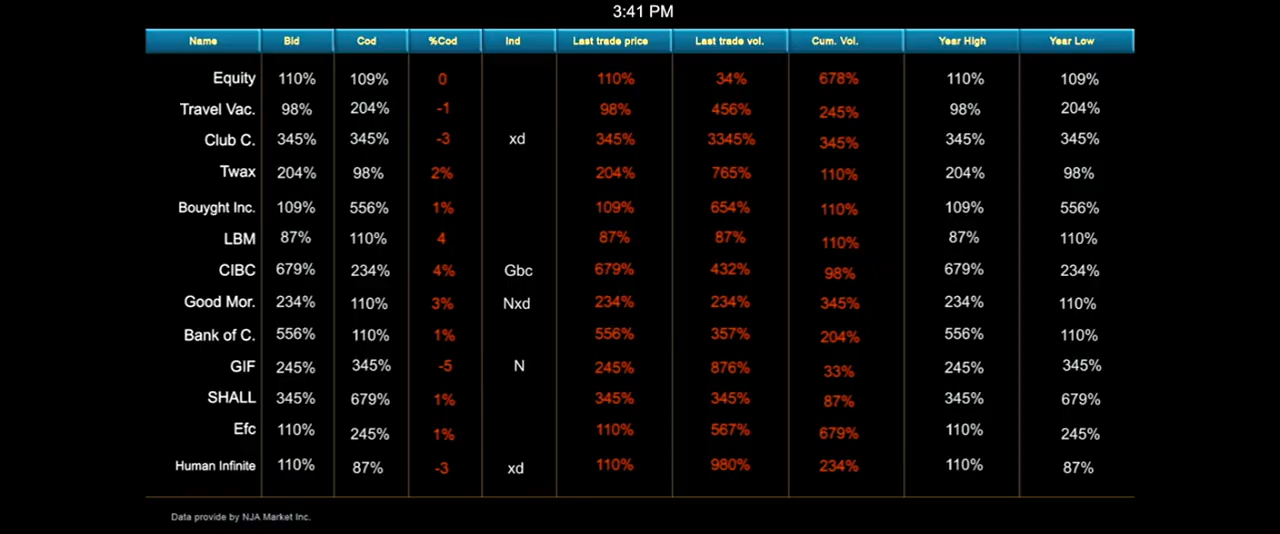 3:41 PM
Name Bid Cod %Cod Ind Last trade price Last trade vol. Cum. Vol. Year High Year Low
Equity 110% 109% 0 110% 34% 678% 110% 109%
Travel Vac. 98% 204% -1 98% 456% 245% 98% 204%
Club C. 345% 345% -3 xd 345% 3345% 345% 345% 345%
Twax 204% 98% 2% 204% 765% 110% 204% 98%
Bouyght Inc. 109% 556% 1% 109% 654% 110% 109% 556%
LBM 87% 110% 4 87% 87% 110% 87% 110%
CIBC 679% 234% 4% Gbc 679% 432% 98% 679% 234%
Good Mor. 234% 110% 3% Nxd 234% 234% 345% 234% 110%
Bank of C. 556% 110% 1% 556% 357% 204% 556% 110%
GIF 245% 345% -5 N 245% 876% 33% 245% 345%
SHALL 345% 679% 1% 345% 345% 87% 345% 679%
Efc 110% 245% 1% 110% 567% 679% 110% 245%
Human Infinite 110% 87% -3 xd 110% 980% 234% 110% 87%
Data provide by NJA Market Inc.